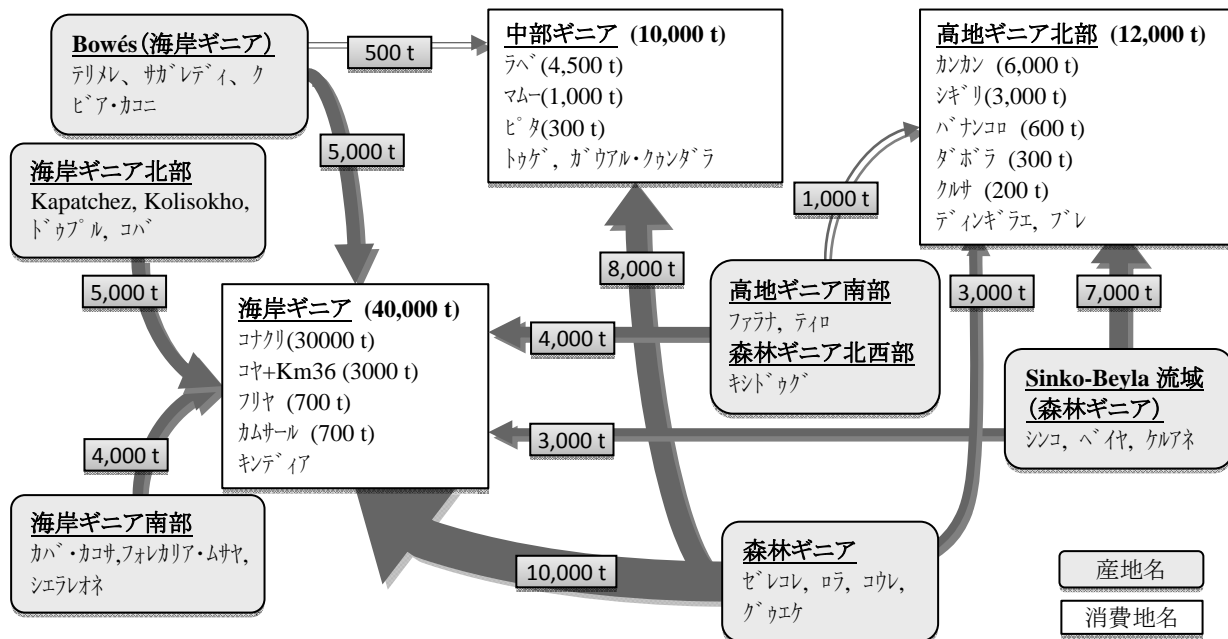 Bowés(海岸ギニア)
テリメレ、サガレディ、ク
ビア・カコニ
500 t
5,000 t
中部ギニア (10,000 t)
ラベ(4,500 t)
マムー(1,000 t)
ピタ(300 t)
トゥゲ, ガウアル・クゥンダラ
高地ギニア北部 (12,000 t)
カンカン (6,000 t)
シギリ(3,000 t)
バナンコロ (600 t)
ダボラ (300 t)
クルサ (200 t)
ディンギラエ, ブレ
海岸ギニア北部
Kapatchez, Kolisokho,
ドゥプル, コバ
5,000 t
海岸ギニア (40,000 t)
コナクリ(30000 t)
コヤ+Km36 (3000 t)
フリヤ (700 t)
カムサール (700 t)
キンディア
8,000 t
1,000 t
3,000 t
7,000 t
高地ギニア南部
ファラナ, ティロ
森林ギニア北西部
キシドゥグ
4,000 t
3,000 t
Sinko-Beyla 流域
(森林ギニア)
シンコ, ベイヤ, ケルアネ
4,000 t
海岸ギニア南部
カバ・カコサ,フォレカリア・ムサヤ,
シエラレオネ
10,000 t
森林ギニア
ゼレコレ, ロラ, コウレ,
グゥエケ
産地名
消費地名